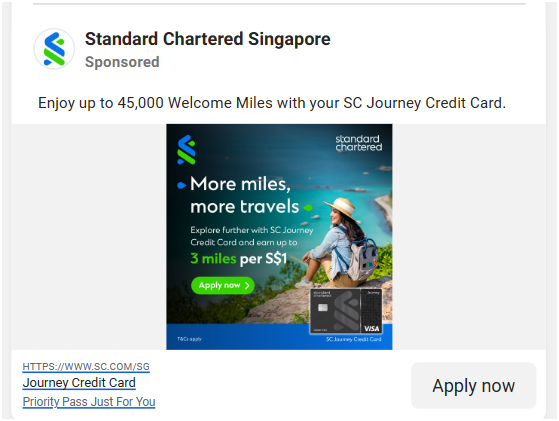 Standard Chartered Singapore
Sponsored
Enjoy up to 45,000 Welcome Miles with your SC Journey Credit Card.
standard
chartered
More miles,
more travels
Explore further with SC Journey
Credit Card and earn up to
3 miles per S$1
Apply now
standard
chartered
Journey
VISA
T&Cs apply
SC Journey Credit Card
HTTPS://WWW.SC.COM/SG
Journey Credit Card
Priority Pass Just For You
Apply now